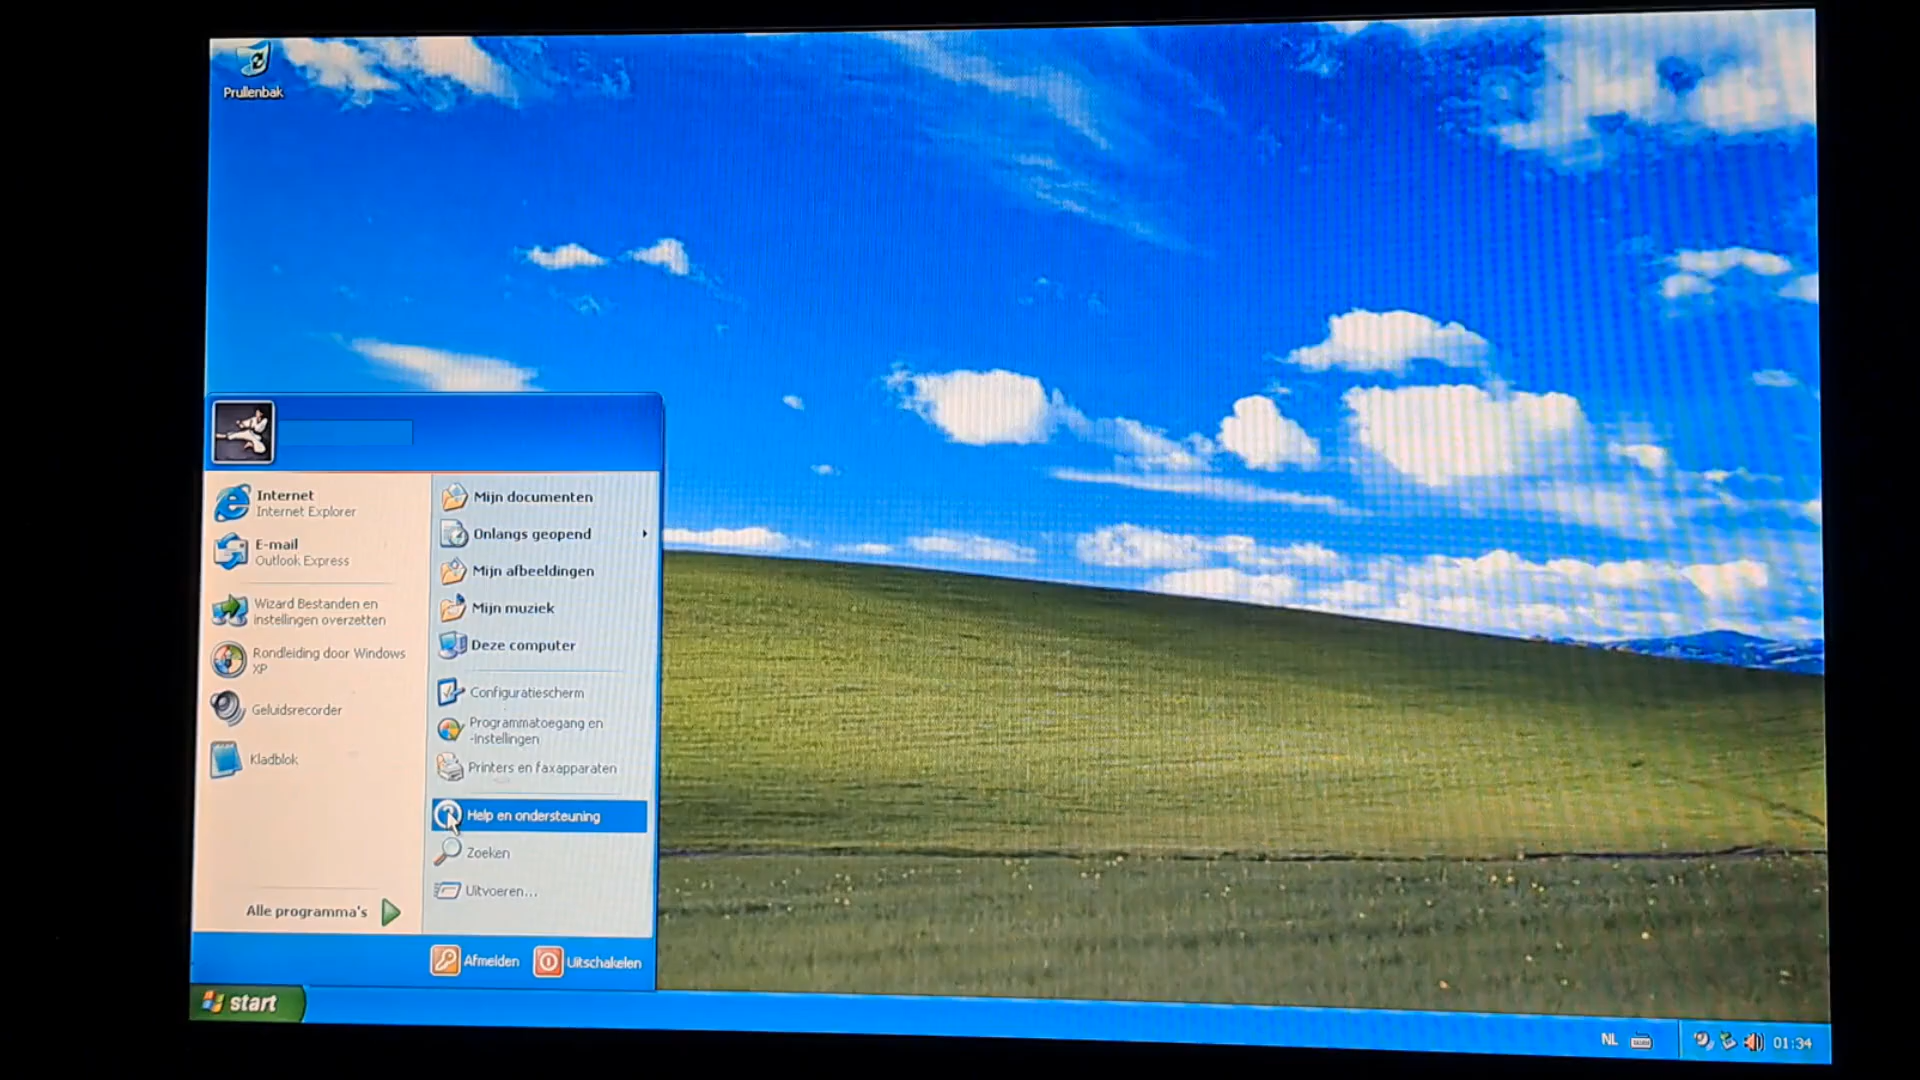 Prullenbak
Internet
Internet Explorer
E-mail
Outlook Express
Wizard Bestanden en
instellingen overzetten
Rondleiding door Windows
XP
Geluidsrecorder
Kladblok
Alle programma's
Mijn documenten
Onlangs geopend
Mijn afbeeldingen
Mijn muziek
Deze computer
Configuratiescherm
Programmatoegang en
-instellingen
Printers en faxapparaten
Help en ondersteuning
Zoeken
Uitvoeren...
Afmelden
Uitschakelen
start
NL
01:34